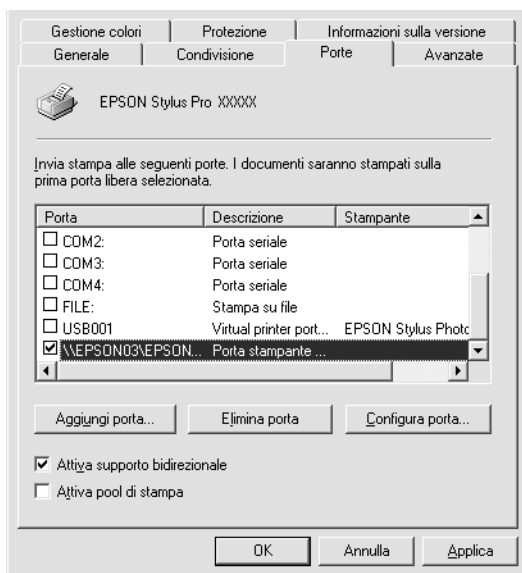 Gestione colori Protezione Informazioni sulla versione
Generale Condivisione Porte Avanzate
EPSON Stylus Pro XXXXX
Invia stampa alle seguenti porte. I documenti saranno stampati sulla
prima porta libera selezionata.
Porta Descrizione Stampante
COM2: Porta seriale
COM3: Porta seriale
COM4: Porta seriale
FILE: Stampa su file
USB001 Virtual printer port... EPSON Stylus Photo
\\EPSON03\EPSON... Porta stampante ...
Aggiungi porta... Elimina porta Configura porta...
Attiva supporto bidirezionale
Attiva pool di stampa
OK Annulla Applica